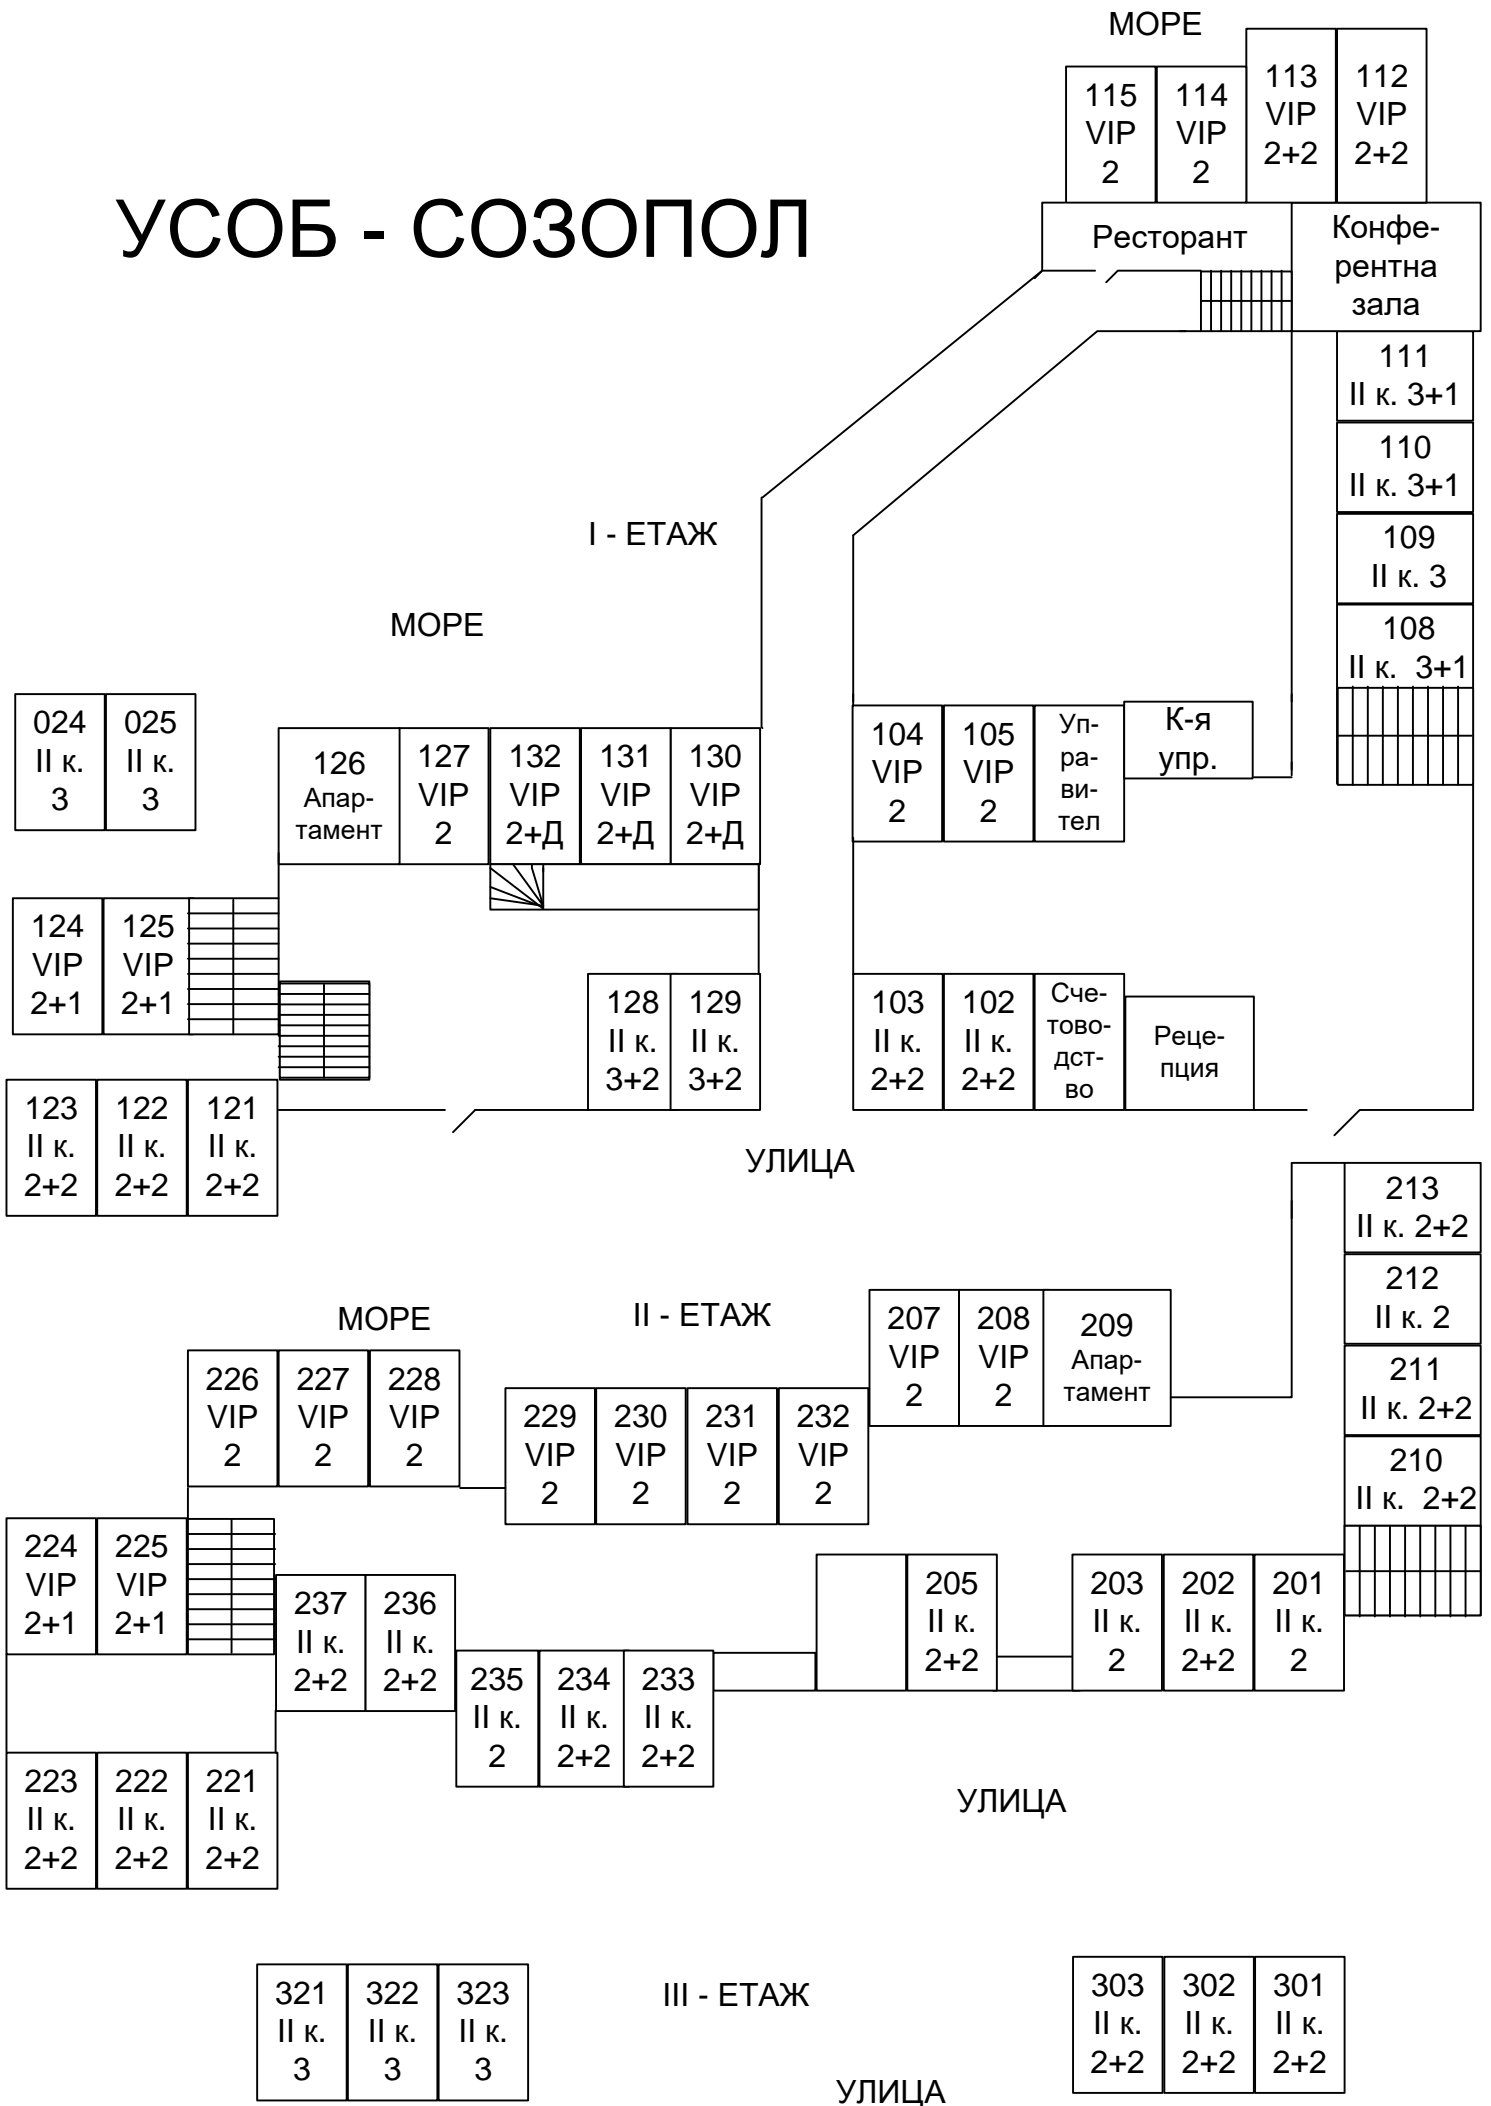 МОРЕ
115
VIP
2
114
VIP
2
113
VIP
2+2
112
VIP
2+2
УСОБ - СОЗОПОЛ
Ресторант
Конфе-
рентна
зала
111
II к. 3+1
110
II к. 3+1
109
II к. 3
108
II к. 3+1
I - ЕТАЖ
МОРЕ
024
II к.
3
025
II к.
3
126
Апар-
тамент
127
VIP
2
132
VIP
2+Д
131
VIP
2+Д
130
VIP
2+Д
104
VIP
2
105
VIP
2
Уп-
ра-
ви-
тел
К-я
упр.
124
VIP
2+1
125
VIP
2+1
128
II к.
3+2
129
II к.
3+2
103
II к.
2+2
102
II к.
2+2
Сче-
тово-
дст-
во
Реце-
пция
123
II к.
2+2
122
II к.
2+2
121
II к.
2+2
УЛИЦА
213
II к. 2+2
212
II к. 2
211
II к. 2+2
210
II к. 2+2
МОРЕ
II - ЕТАЖ
226
VIP
2
227
VIP
2
228
VIP
2
229
VIP
2
230
VIP
2
231
VIP
2
232
VIP
2
207
VIP
2
208
VIP
2
209
Апар-
тамент
224
VIP
2+1
225
VIP
2+1
237
II к.
2+2
236
II к.
2+2
235
II к.
2
234
II к.
2+2
233
II к.
2+2
205
II к.
2+2
203
II к.
2
202
II к.
2+2
201
II к.
2
223
II к.
2+2
222
II к.
2+2
221
II к.
2+2
УЛИЦА
321
II к.
3
322
II к.
3
323
II к.
3
III - ЕТАЖ
303
II к.
2+2
302
II к.
2+2
301
II к.
2+2
УЛИЦА